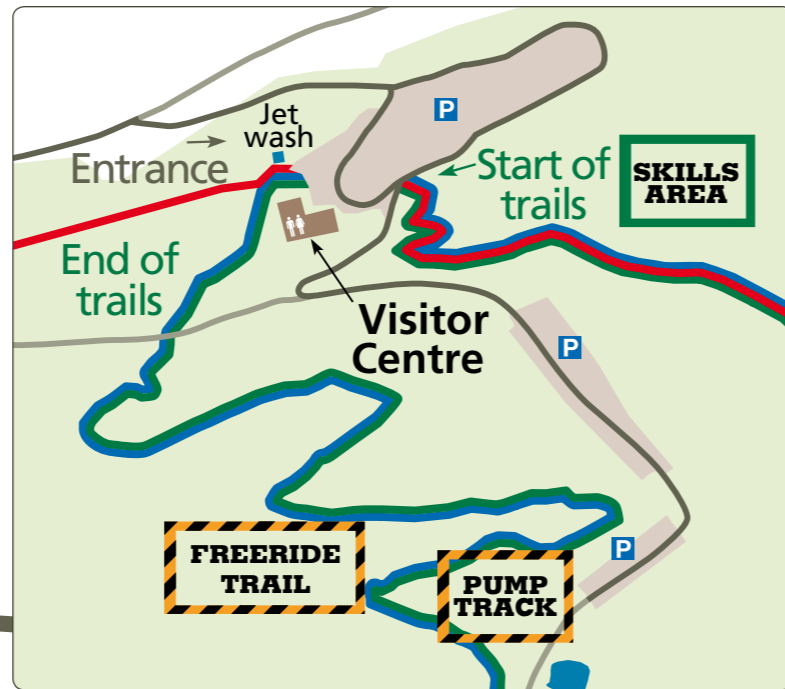 Jet
wash
P
Entrance
Start of
trails
SKILLS
AREA
End of
trails
Visitor
Centre
P
FREERIDE
TRAIL
P
PUMP
TRACK